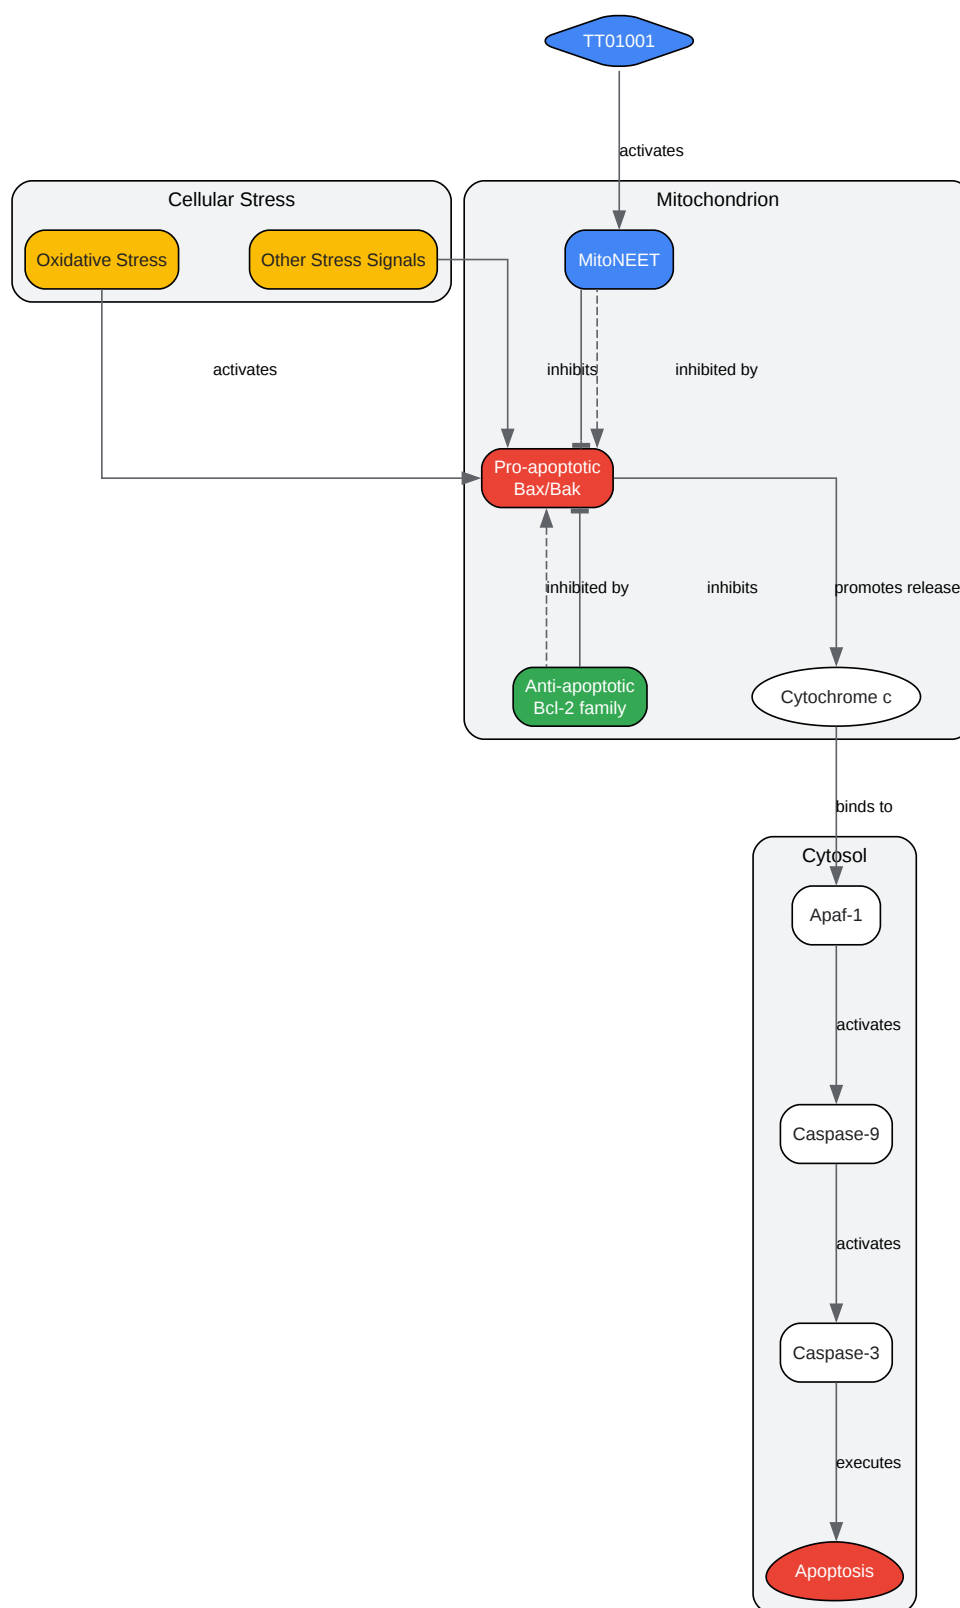 TT01001
activates
Cellular Stress
Mitochondrion
Oxidative Stress
Other Stress Signals
MitoNEET
activates
inhibits
inhibited by
Pro-apoptotic
Bax/Bak
inhibited by
inhibits
promotes release
Anti-apoptotic
Bcl-2 family
Cytochrome c
binds to
Cytosol
Apaf-1
activates
Caspase-9
activates
Caspase-3
executes
Apoptosis